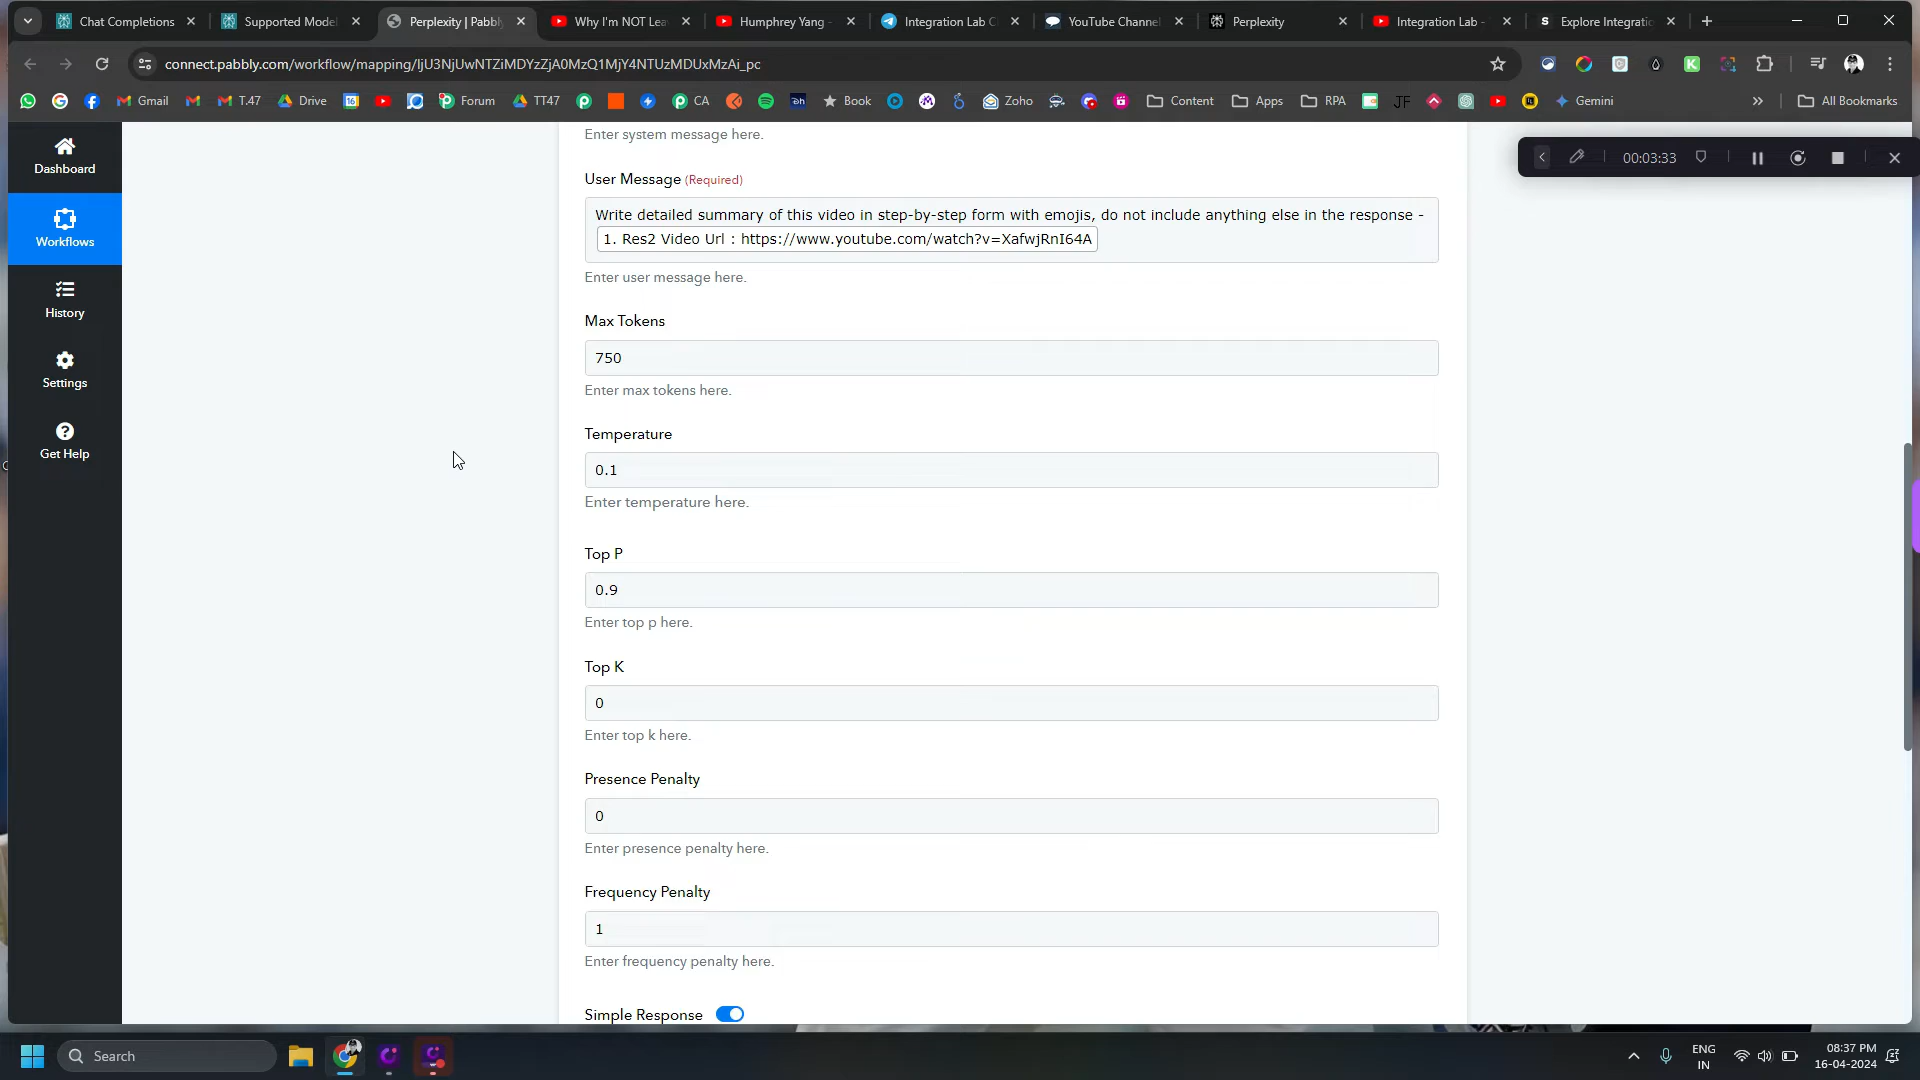 Chat Completions
Supported Model
Perplexity | Pabbly
Why I'm NOT Lea
Humphrey Yang -
Integration Lab C
YouTube Channel
Perplexity
Integration Lab -
Explore Integratio
connect.pabbly.com/workflow/mapping/IjU3NjUwNTZiMDYzZjA0MzQ1MjY4NTUzMDUxMzAi_pc
Gmail
T.47
Drive
Forum
TT47
CA
Book
Zoho
Content
Apps
RPA
JF
Gemini
All Bookmarks
Dashboard
Workflows
History
Settings
Get Help
00:03:33
Enter system message here.
User Message (Required)
Write detailed summary of this video in step-by-step form with emojis, do not include anything else in the response -
1. Res2 Video Url : https://www.youtube.com/watch?v=XafwjRnI64A
Enter user message here.
Max Tokens
750
Enter max tokens here.
Temperature
0.1
Enter temperature here.
Top P
0.9
Enter top p here.
Top K
0
Enter top k here.
Presence Penalty
0
Enter presence penalty here.
Frequency Penalty
1
Enter frequency penalty here.
Simple Response
Search
ENG
IN
08:37 PM
16-04-2024